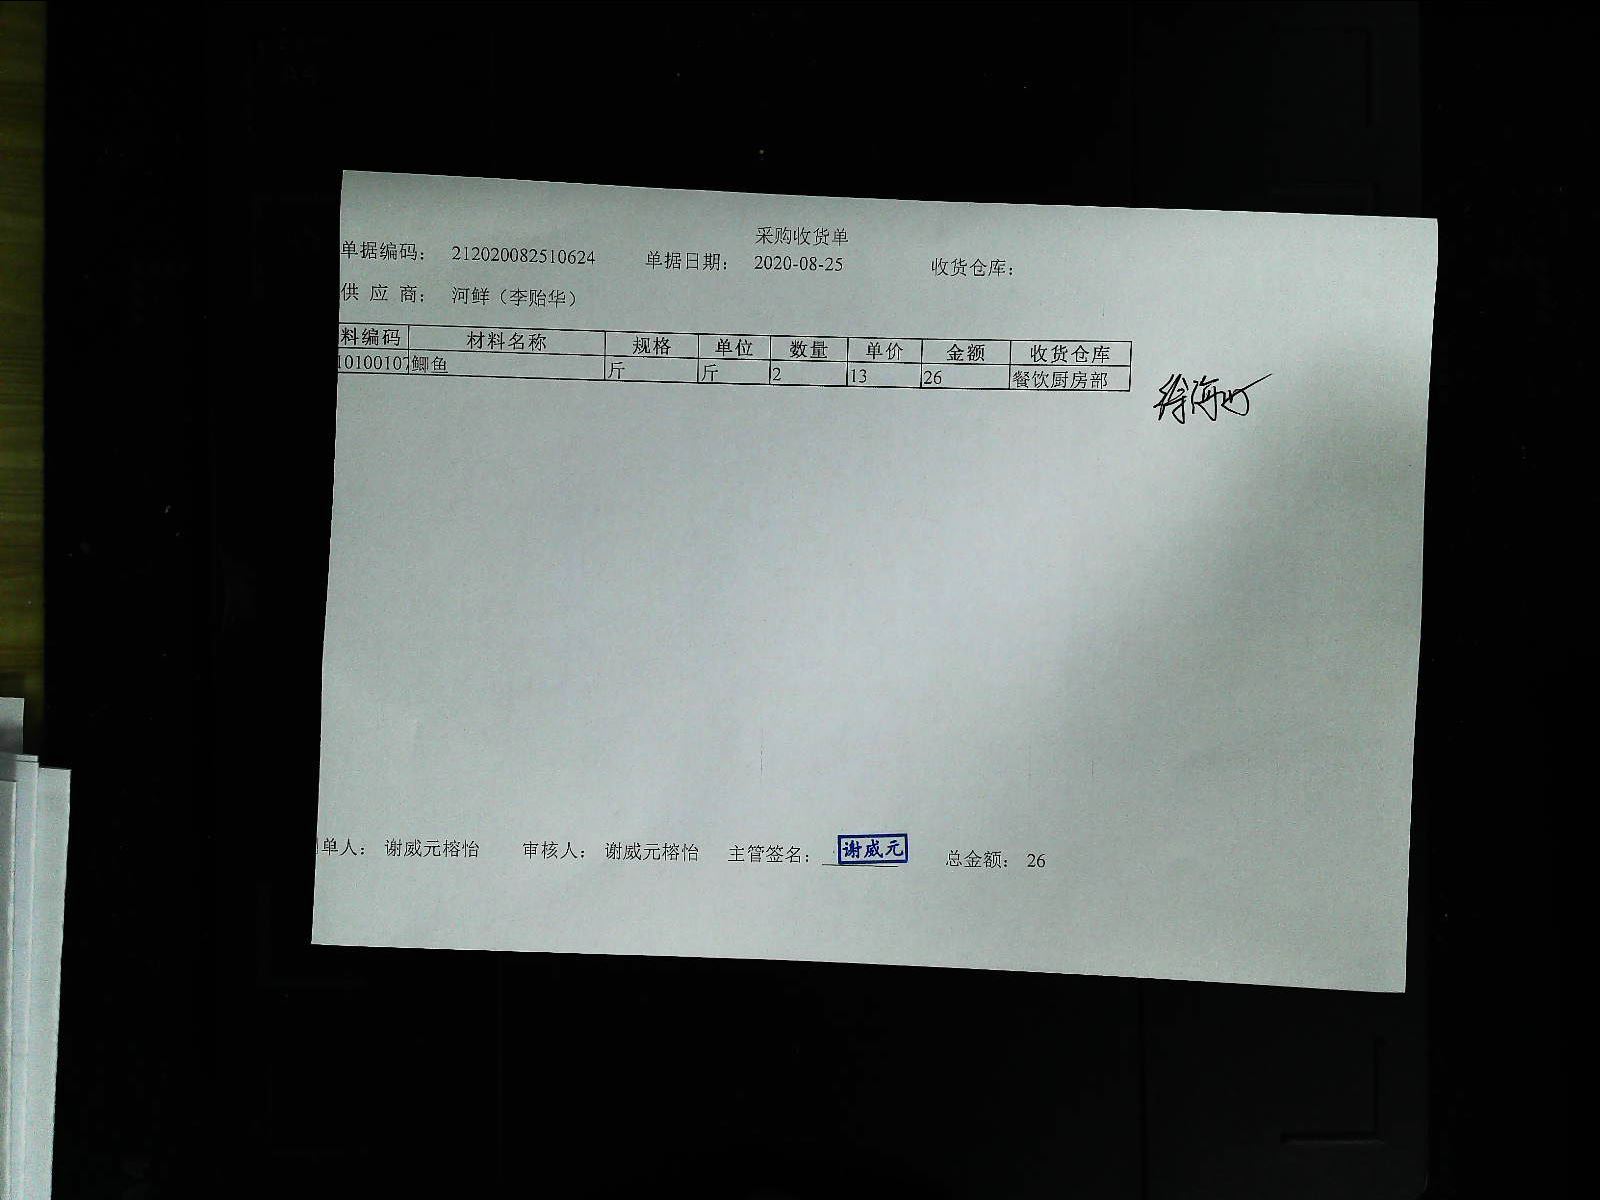 采购收货单
单据编码： 212020082510624 单据日期： 2020-08-25 收货仓库：
供 应 商： 河鲜（李贻华）
料编码 材料名称 规格 单位 数量 单价 金额 收货仓库
10100107 鲫鱼 斤 斤 2 13 26 餐饮厨房部
单人： 谢威元榕怡 审核人： 谢威元榕怡 主管签名： 谢威元 总金额： 26